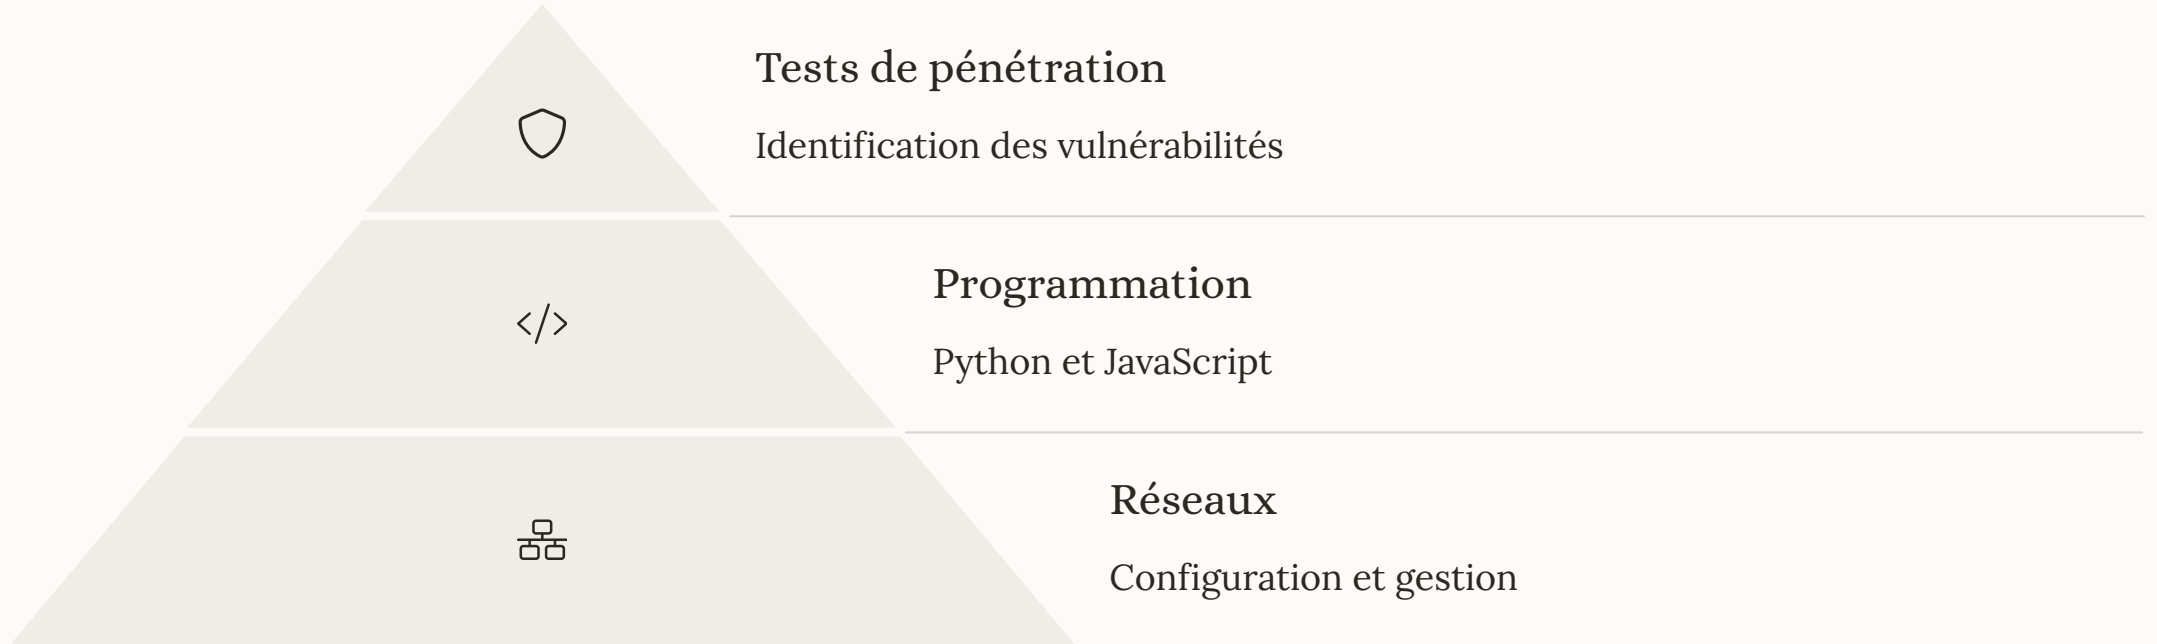 Tests de pénétration
Identification des vulnérabilités
Programmation
Python et JavaScript
Réseaux
Configuration et gestion